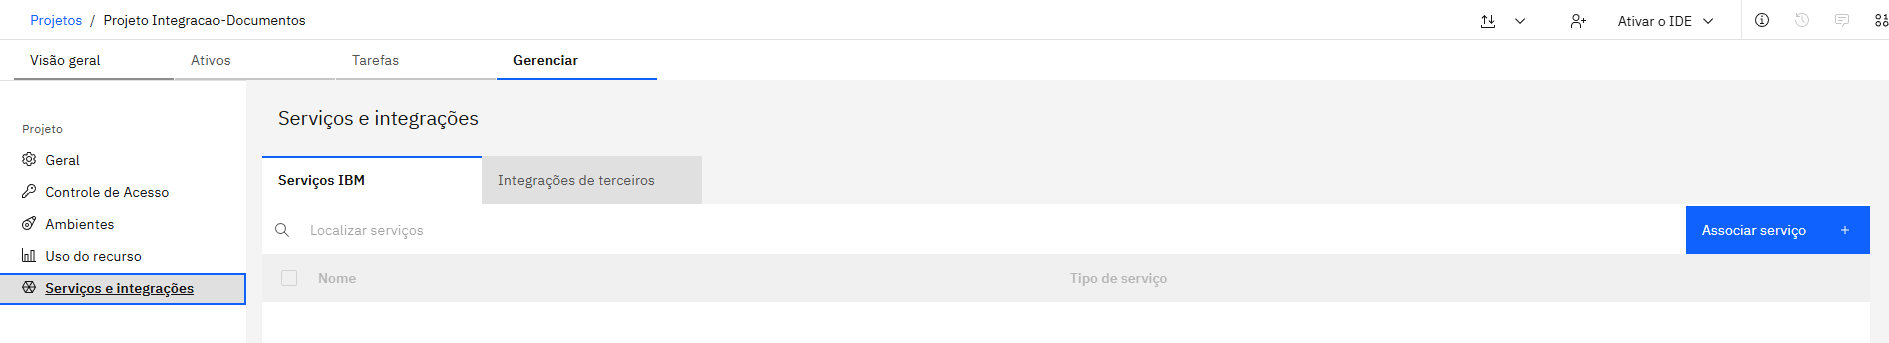 Projetos / Projeto Integracao-Documentos
Ativar o IDE
Visão geral
Ativos
Tarefas
Gerenciar
Projeto
Geral
Controle de Acesso
Ambientes
Uso do recurso
Serviços e integrações
Serviços e integrações
Serviços IBM
Integrações de terceiros
Localizar serviços
Associar serviço +
Nome
Tipo de serviço